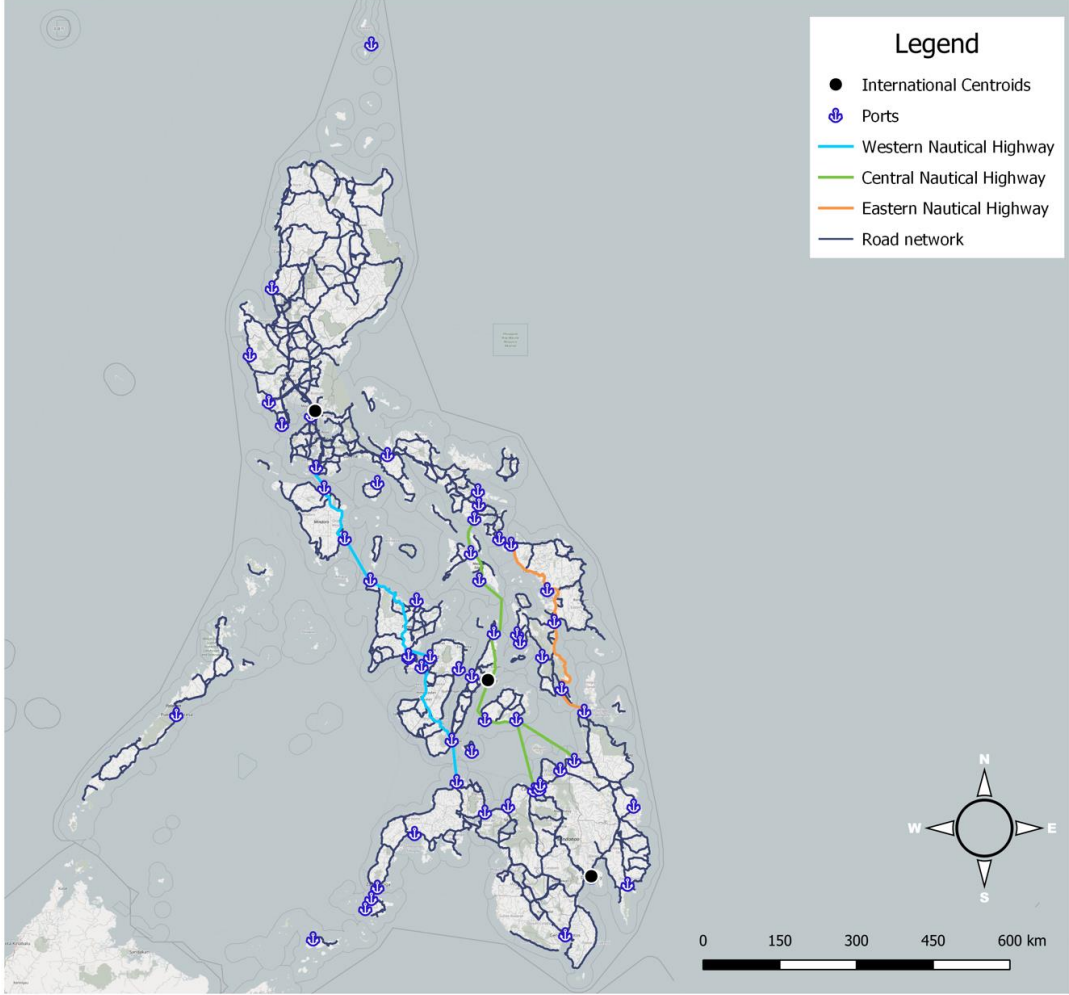 Legend
International Centroids
Ports
Western Nautical Highway
Central Nautical Highway
Eastern Nautical Highway
Road network
N
W
E
S
0 150 300 450 600 km